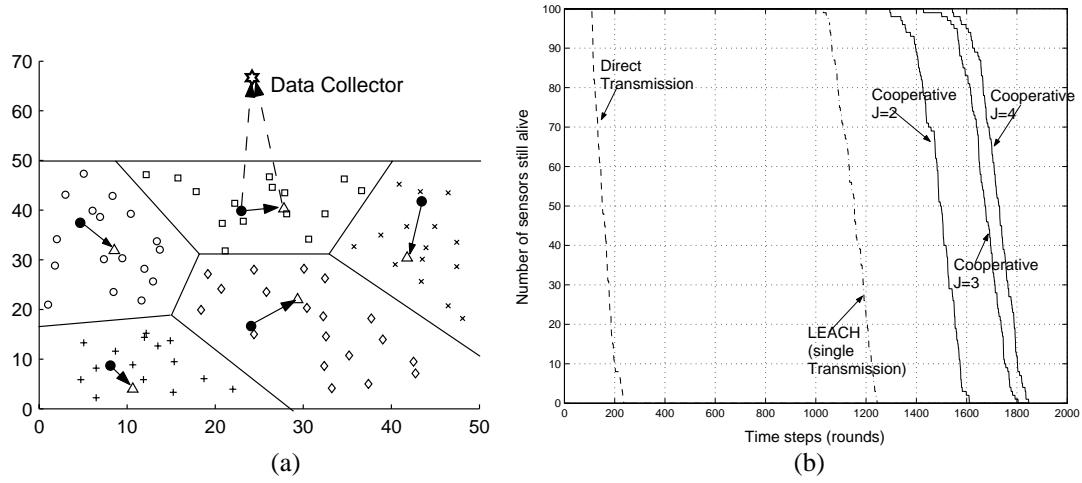 (a)
70
60
50
40
30
20
10
0
0 10 20 30 40 50
Data Collector
(b)
Number of sensors still alive
100
90
80
70
60
50
40
30
20
10
0
0 200 400 600 800 1000 1200 1400 1600 1800 2000
Time steps (rounds)
Direct
Transmission
LEACH
(single
Transmission)
Cooperative
J=2
Cooperative
J=4
Cooperative
J=3